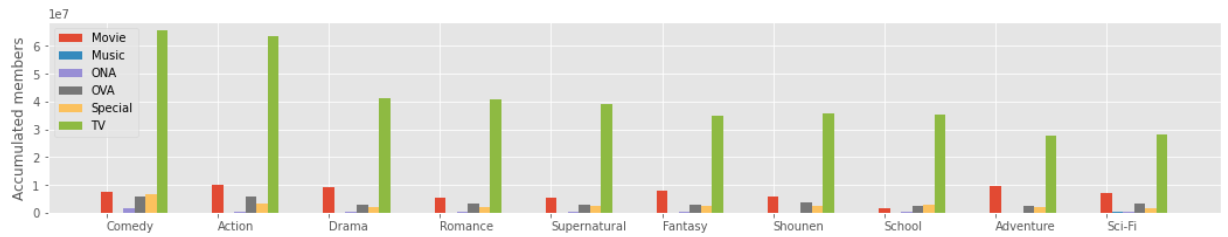 1e7
Accumulated members
6
5
4
3
2
1
0
Movie
Music
ONA
OVA
Special
TV
Comedy Action Drama Romance Supernatural Fantasy Shounen School Adventure Sci-Fi